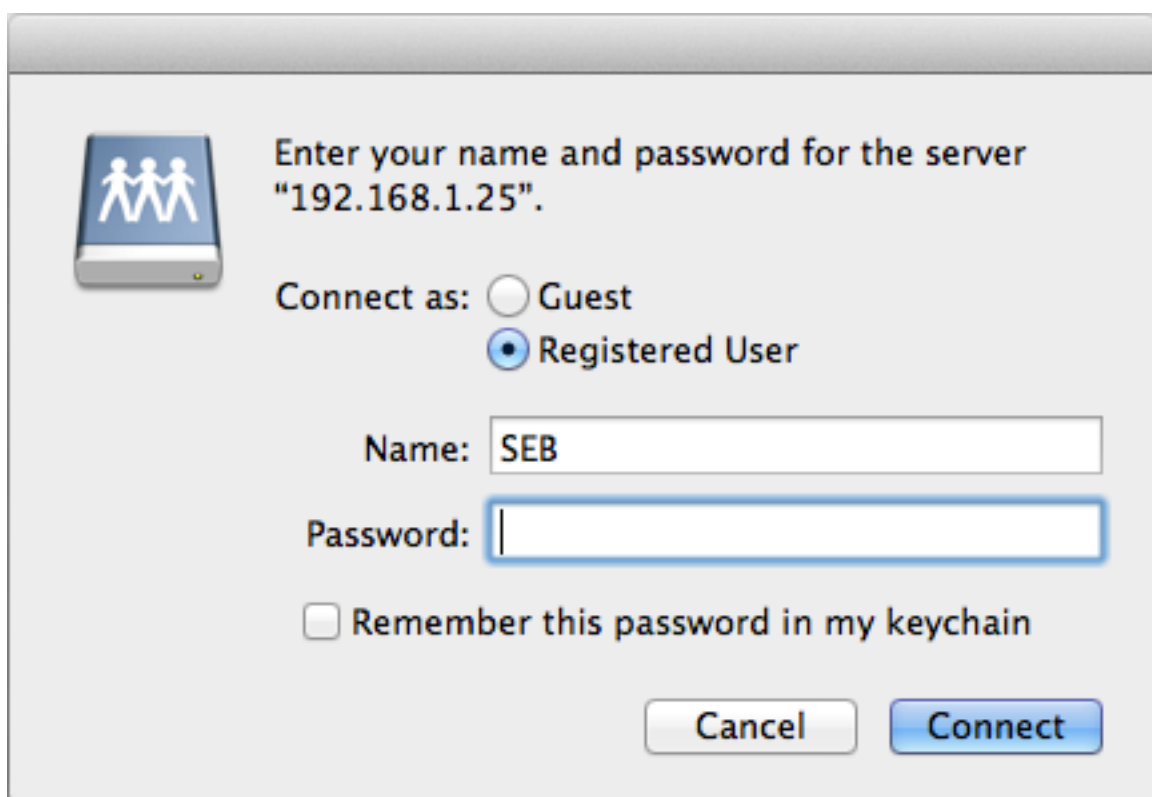 Enter your name and password for the server
“192.168.1.25”.
Connect as: Guest
Registered User
Name: SEB
Password:
Remember this password in my keychain
Cancel Connect